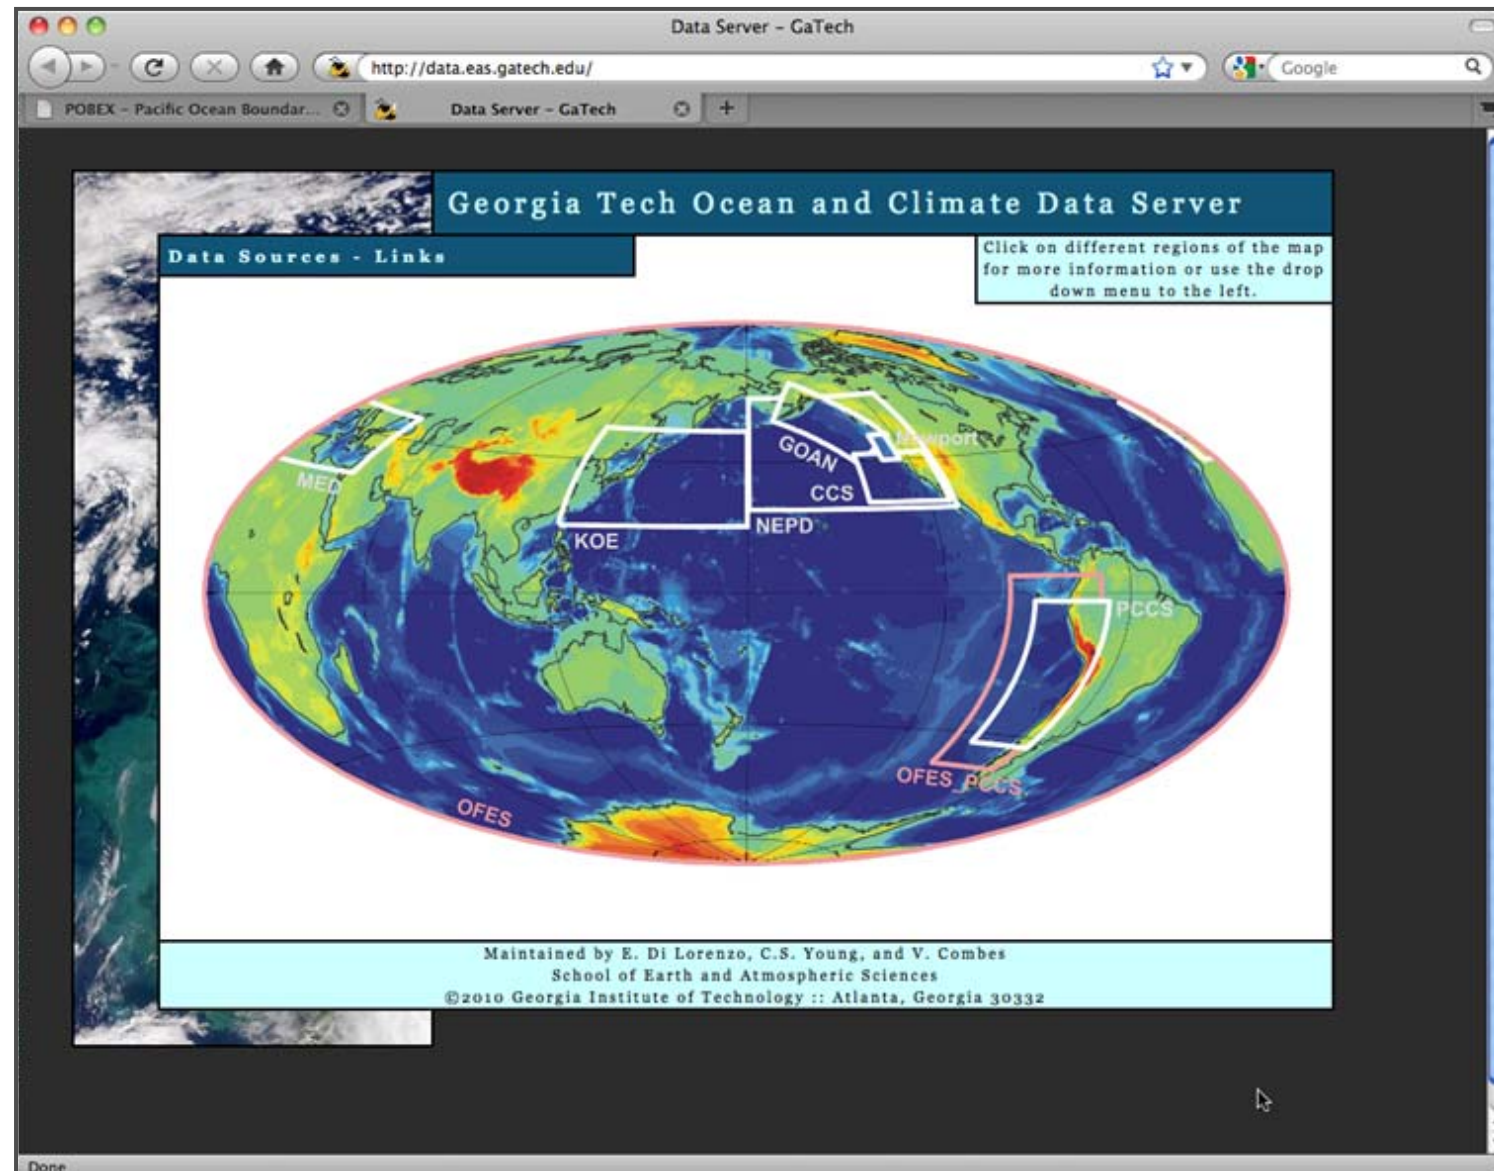 Data Server – GaTech
http://data.eas.gatech.edu/
Google
POBEX – Pacific Ocean Boundar...
Data Server – GaTech
Georgia Tech Ocean and Climate Data Server
Data Sources - Links
Click on different regions of the map
for more information or use the drop
down menu to the left.
Newport
GOAN
MED
CCS
NEPD
KOE
PCCS
OFES_PCCS
OFES
Maintained by E. Di Lorenzo, C.S. Young, and V. Combes
School of Earth and Atmospheric Sciences
©2010 Georgia Institute of Technology :: Atlanta, Georgia 30332
Done